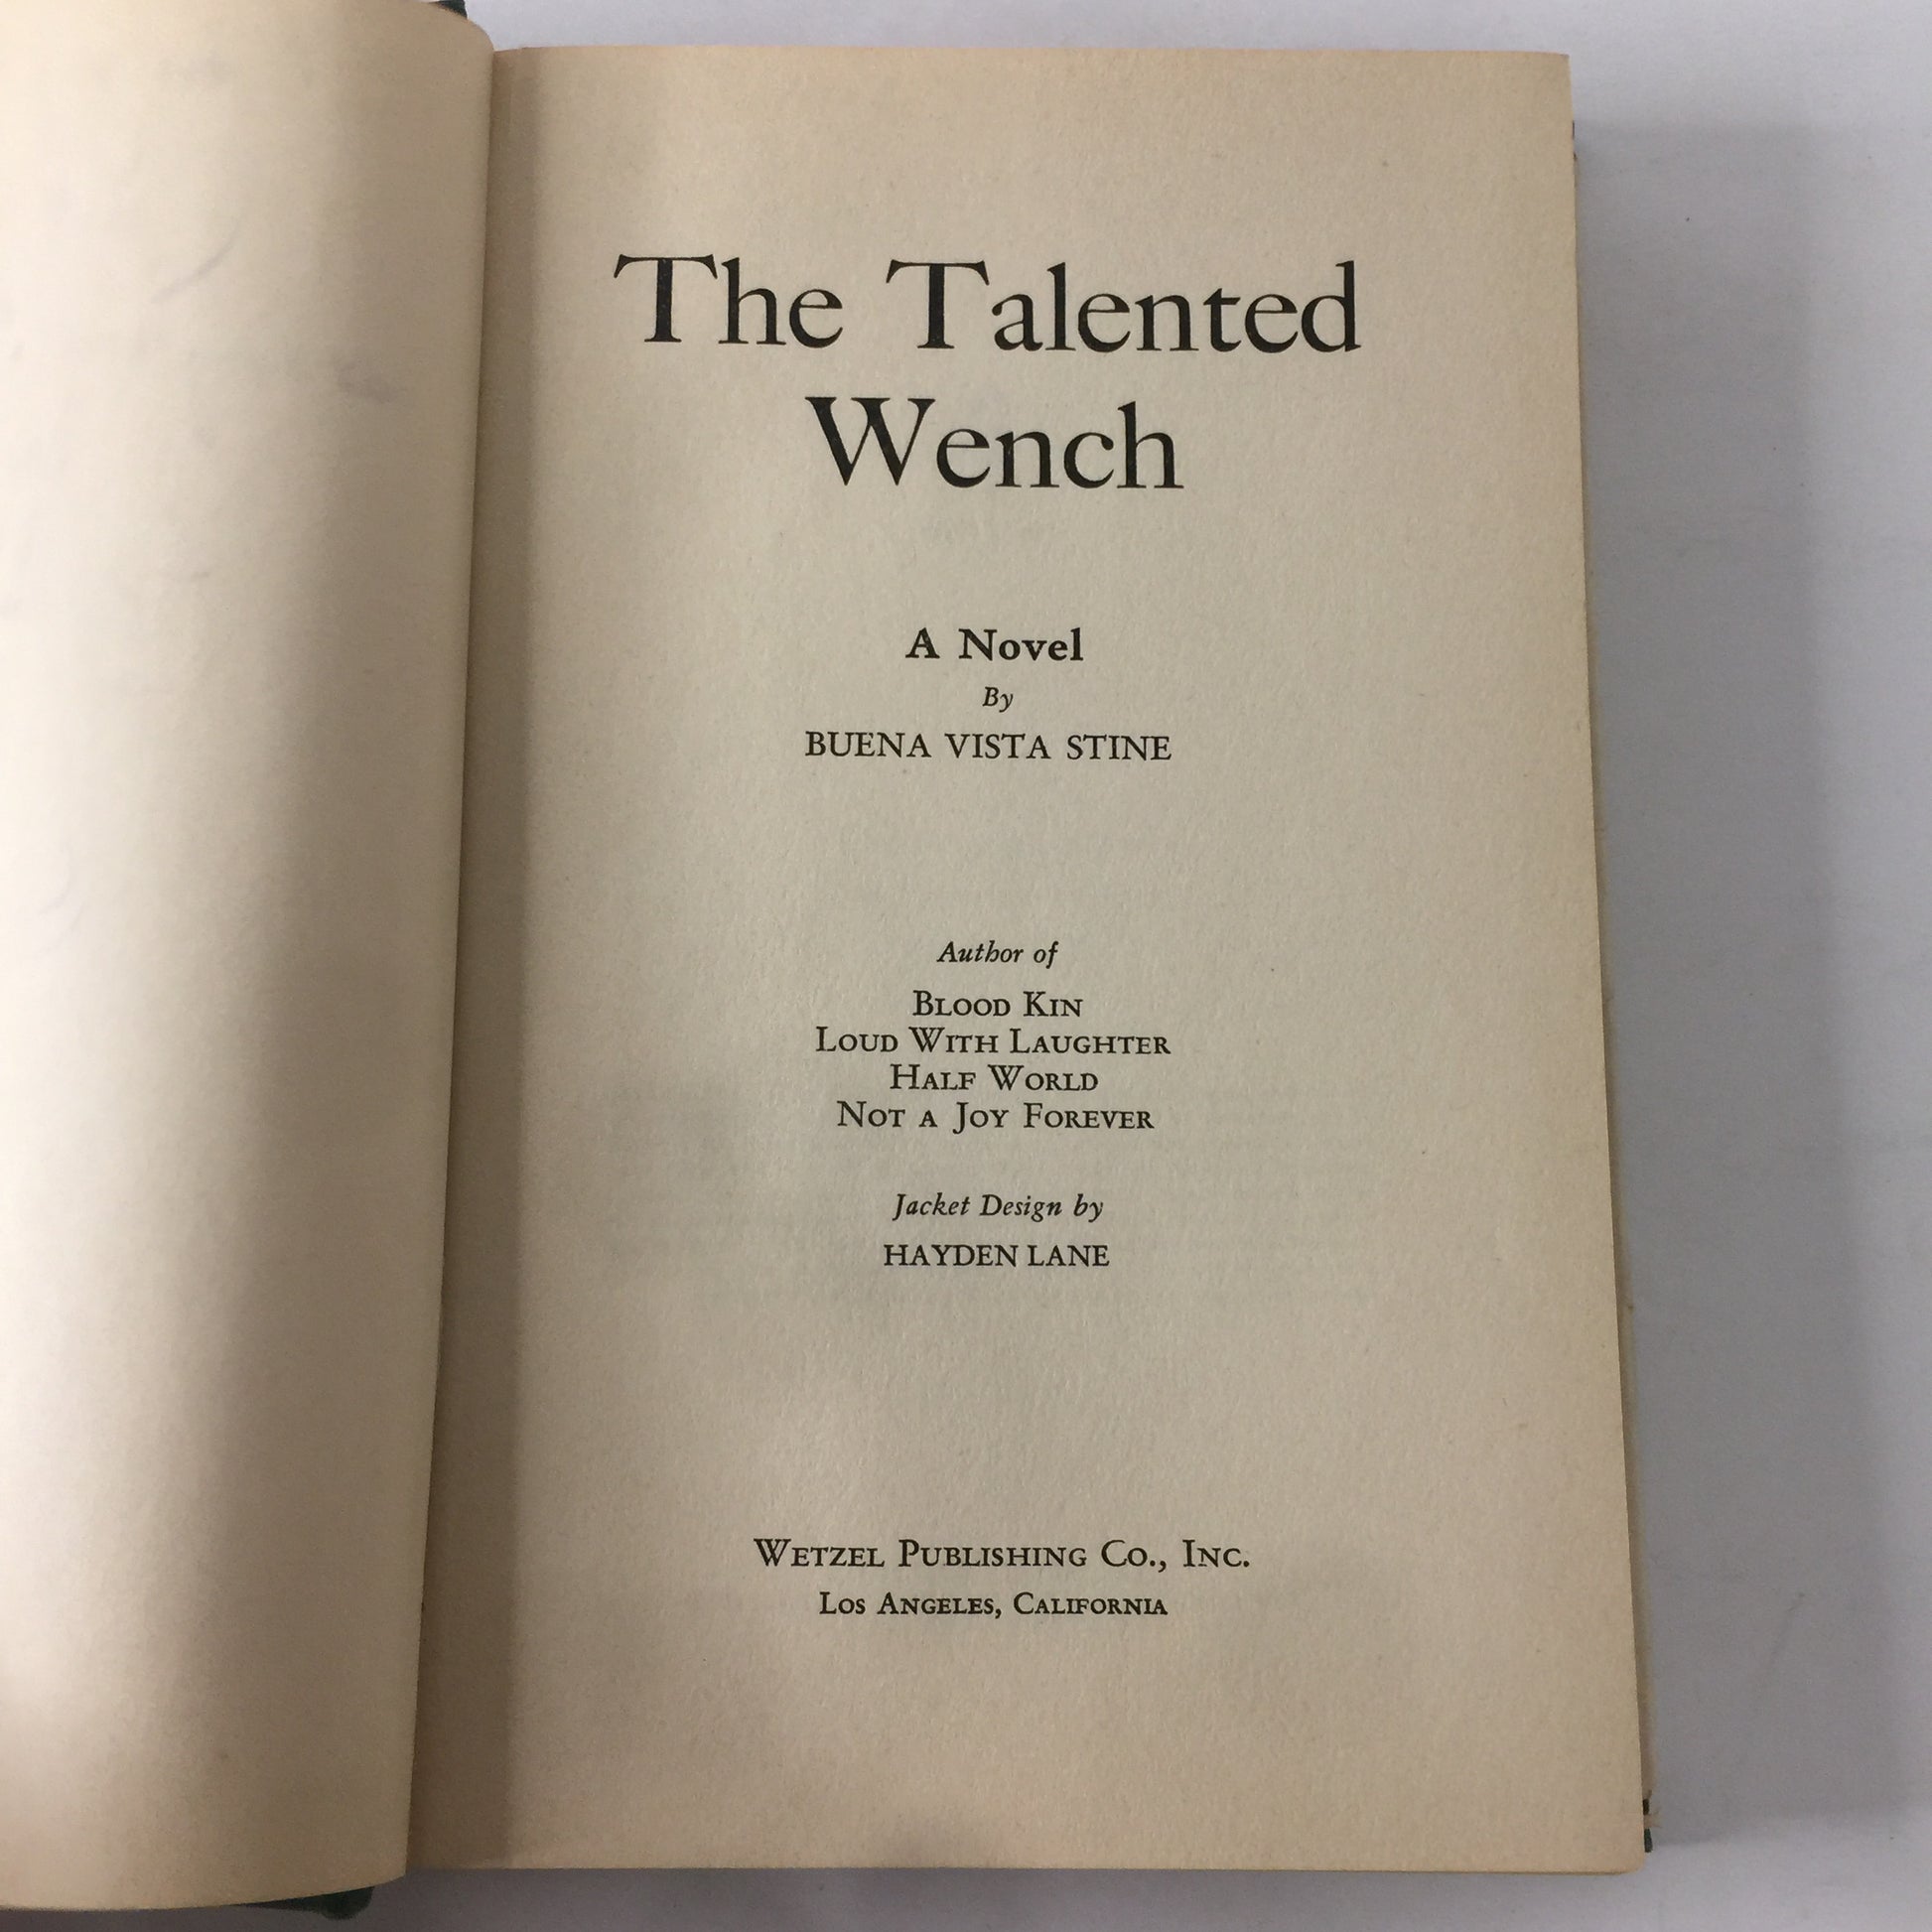 The Talented
Wench
A Novel
By
BUENA VISTA STINE
Author of
BLOOD KIN
LOUD WITH LAUGHTER
HALF WORLD
NOT A JOY FOREVER
Jacket Design by
HAYDEN LANE
WETZEL PUBLISHING CO., INC.
LOS ANGELES, CALIFORNIA